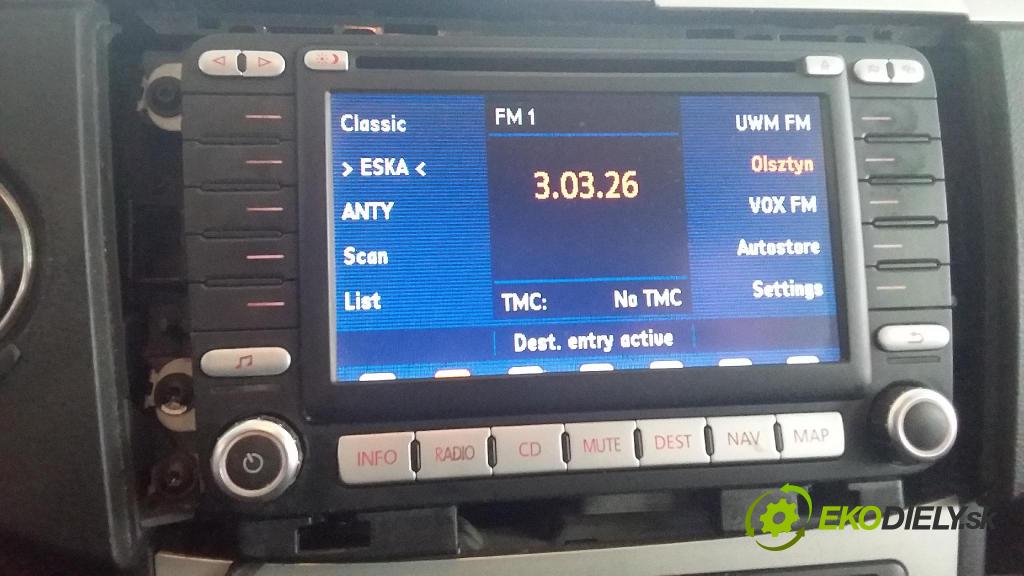 Classic
> ESKA <
ANTY
Scan
List
FM 1
3.03.26
TMC: No TMC
UWM FM
Olsztyn
VOX FM
Autostore
Settings
Dest. entry active
INFO
RADIO
CD
MUTE
DEST
NAV
MAP
EKODIELY.sk